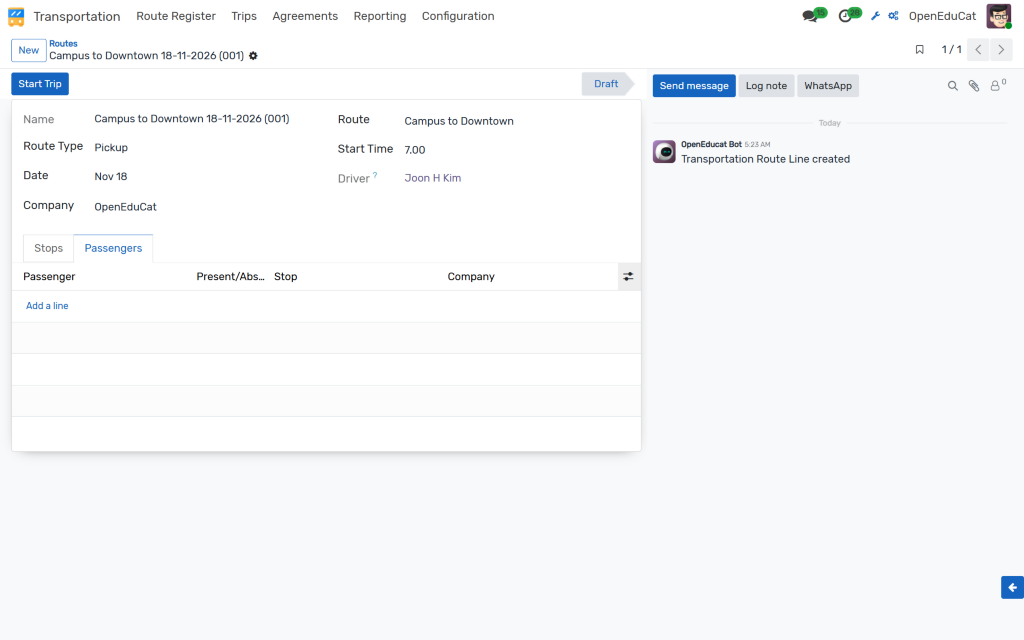 Transportation Route Register Trips Agreements Reporting Configuration 15 28 OpenEduCat
New Routes
Campus to Downtown 18-11-2026 (001) 1 / 1
Start Trip Draft Send message Log note WhatsApp 0
Name Campus to Downtown 18-11-2026 (001) Route Campus to Downtown
Route Type Pickup Start Time 7.00
Date Nov 18 Driver ? Joon H Kim
Company OpenEduCat
Today
OpenEducat Bot 5:23 AM
Transportation Route Line created
Stops Passengers
Passenger Present/Abs... Stop Company
Add a line